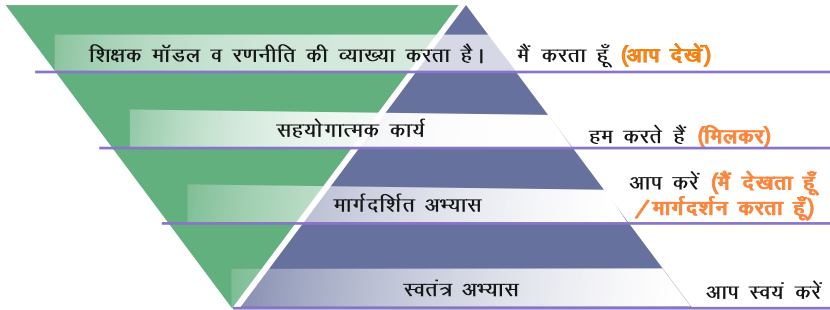 शिक्षक मॉडल व रणनीति की व्याख्या करता है। मैं करता हूँ (आप देखें)
सहयोगात्मक कार्य
हम करते हैं (मिलकर)
मार्गदर्शित अभ्यास
आप करें (मैं देखता हूँ
/मार्गदर्शन करता हूँ)
स्वतंत्र अभ्यास
आप स्वयं करें